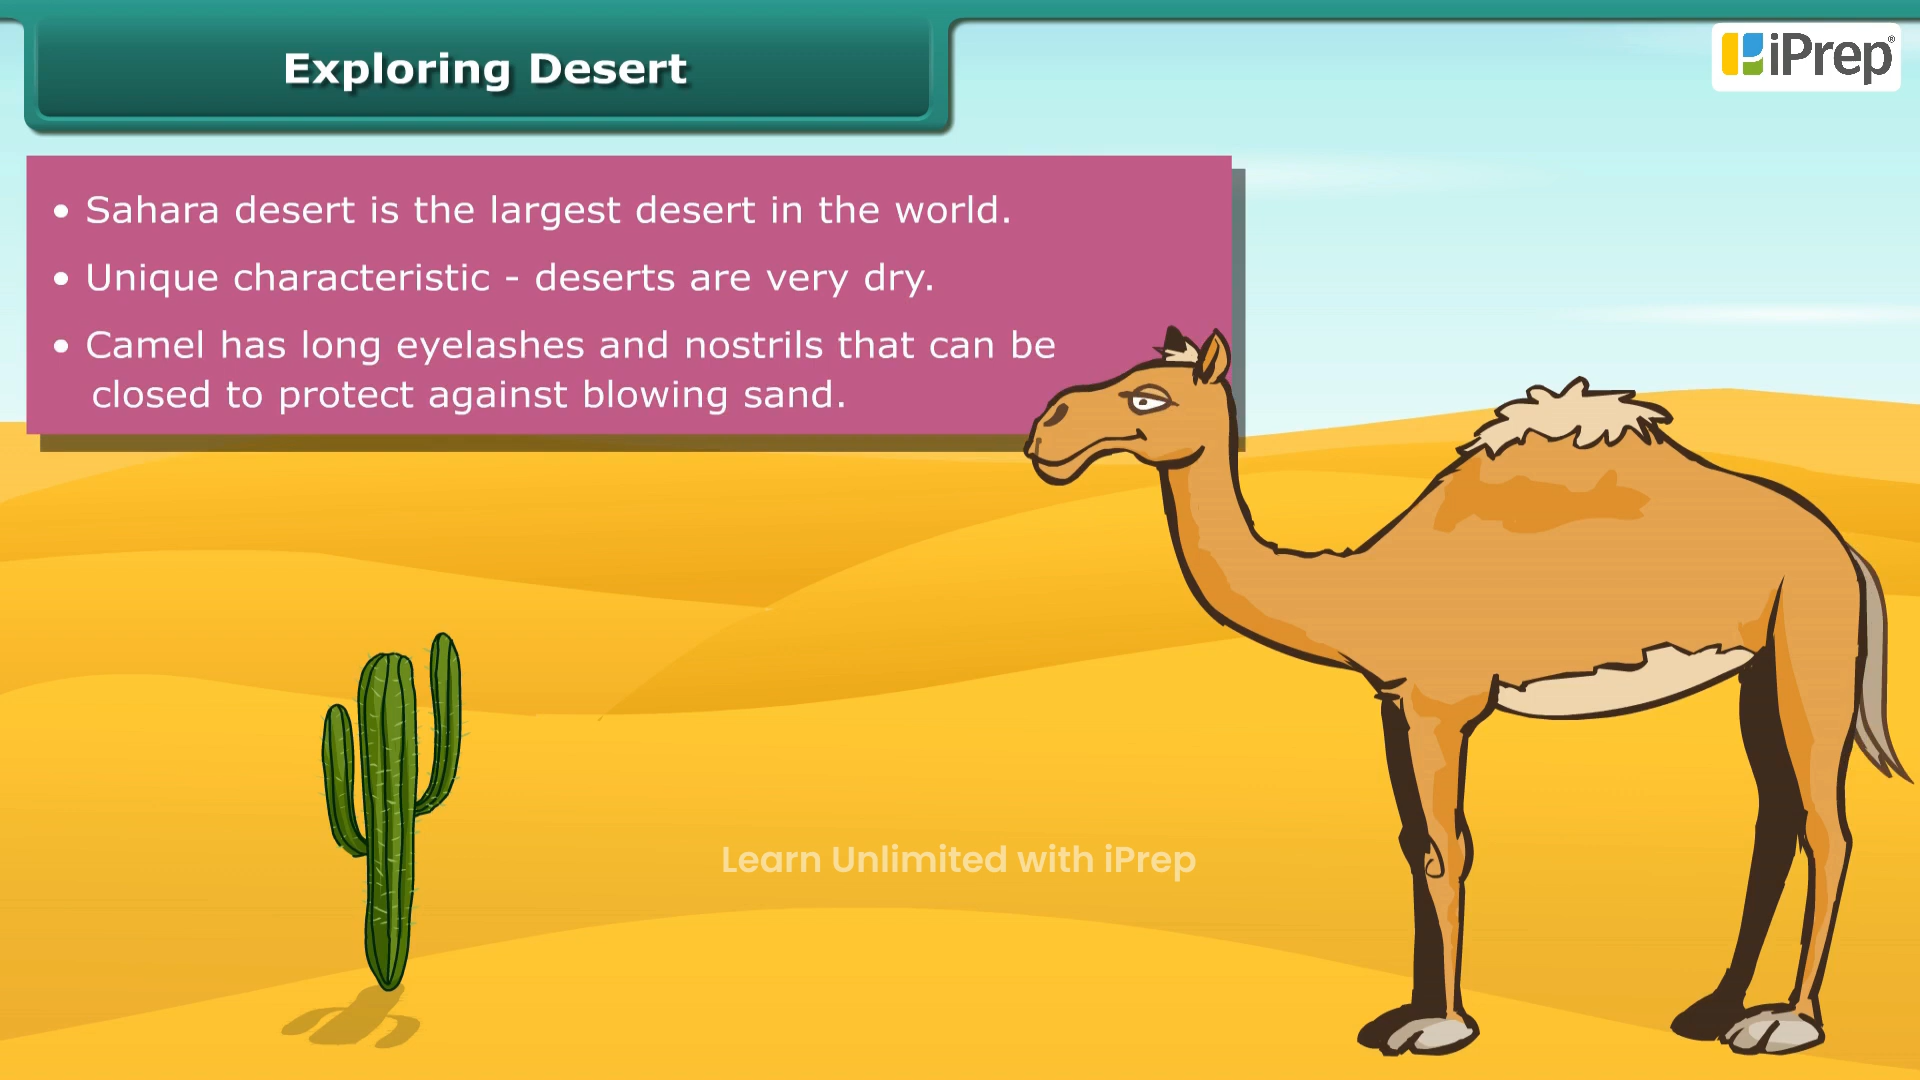 Exploring Desert
iPrep®
• Sahara desert is the largest desert in the world.
• Unique characteristic - deserts are very dry.
• Camel has long eyelashes and nostrils that can be
closed to protect against blowing sand.
Learn Unlimited with iPrep